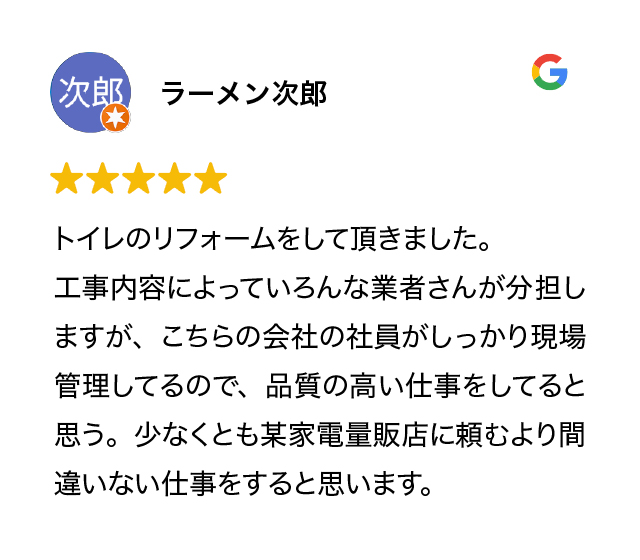 次郎
ラーメン次郎
トイレのリフォームをして頂きました。
工事内容によっていろんな業者さんが分担し
ますが、こちらの会社の社員がしっかり現場
管理してるので、品質の高い仕事をしてると
思う。少なくとも某家電量販店に頼むより間
違いない仕事をすると思います。